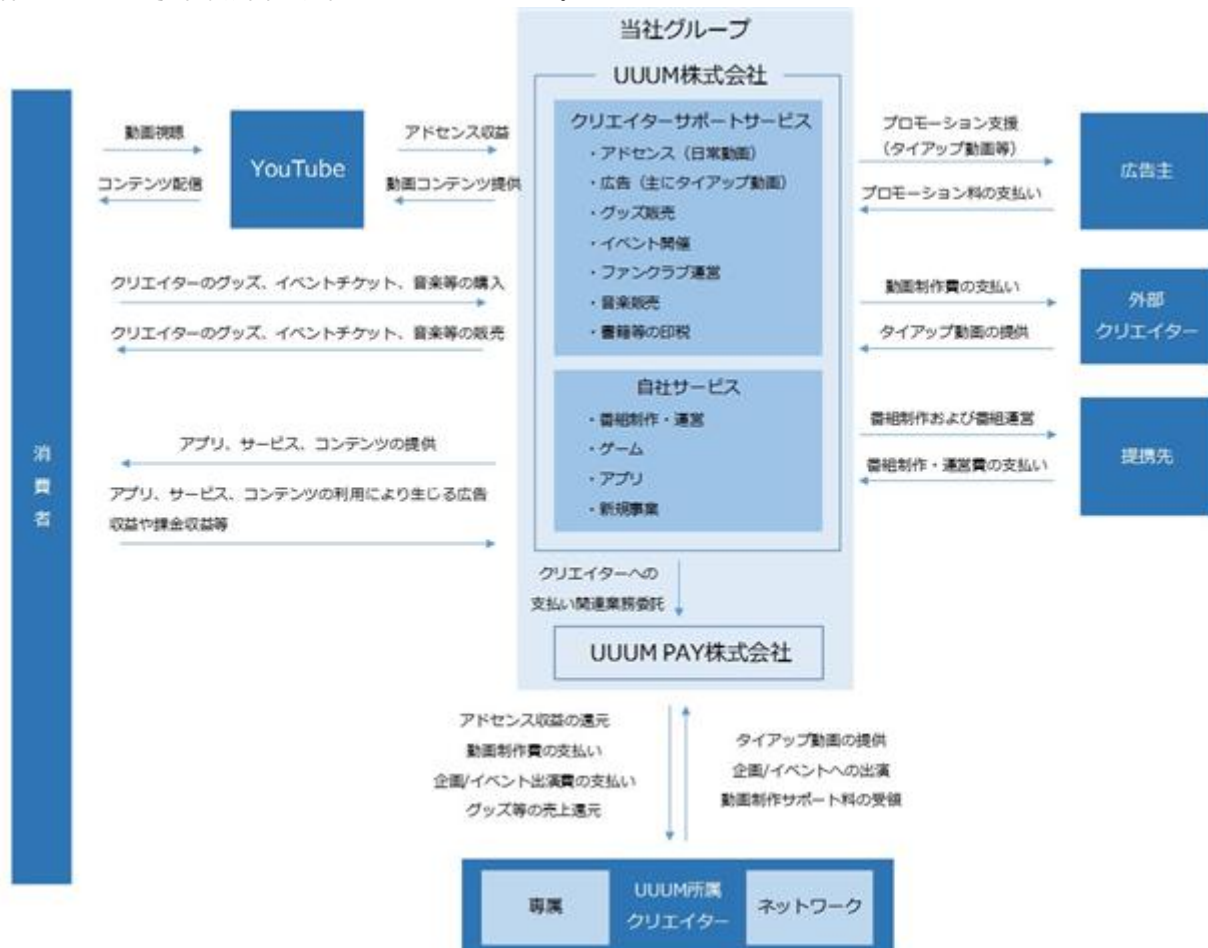 当社グループ
UUUM株式会社
クリエイターサポートサービス
・アドセンス（日常動画）
・広告（主にタイアップ動画）
・グッズ販売
・イベント開催
・ファンクラブ運営
・音楽販売
・書籍等の印税
自社サービス
・番組制作・運営
・ゲーム
・アプリ
・新規事業
消費者
動画視聴
コンテンツ配信
YouTube
アドセンス収益
動画コンテンツ提供
クリエイターのグッズ、イベントチケット、音楽等の購入
クリエイターのグッズ、イベントチケット、音楽等の販売
アプリ、サービス、コンテンツの提供
アプリ、サービス、コンテンツの利用により生じる広告
収益や課金収益等
プロモーション支援
（タイアップ動画等）
プロモーション料の支払い
広告主
動画制作費の支払い
タイアップ動画の提供
外部
クリエイター
番組制作および番組運営
番組制作・運営費の支払い
提携先
クリエイターへの
支払い関連業務委託
UUUM PAY株式会社
アドセンス収益の還元
動画制作費の支払い
企画/イベント出演費の支払い
グッズ等の売上還元
タイアップ動画の提供
企画/イベントへの出演
動画制作サポート料の受領
専属
UUUM所属
クリエイター
ネットワーク